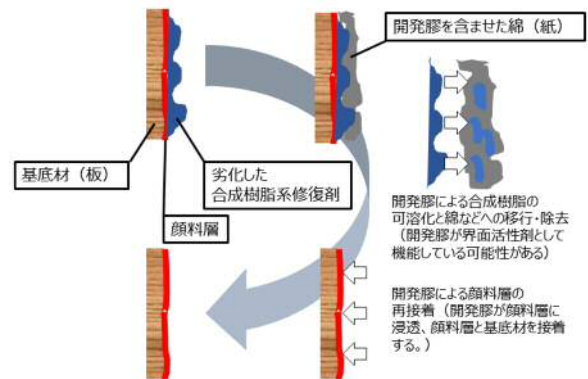 開発膠を含ませた綿（紙）
基底材（板）
劣化した
合成樹脂系修復剤
顔料層
開発膠による合成樹脂の
可溶化と綿などへの移行・除去
（開発膠が界面活性剤として
機能している可能性がある）
開発膠による顔料層の
再接着（開発膠が顔料層に
浸透、顔料層と基底材を接着
する。）